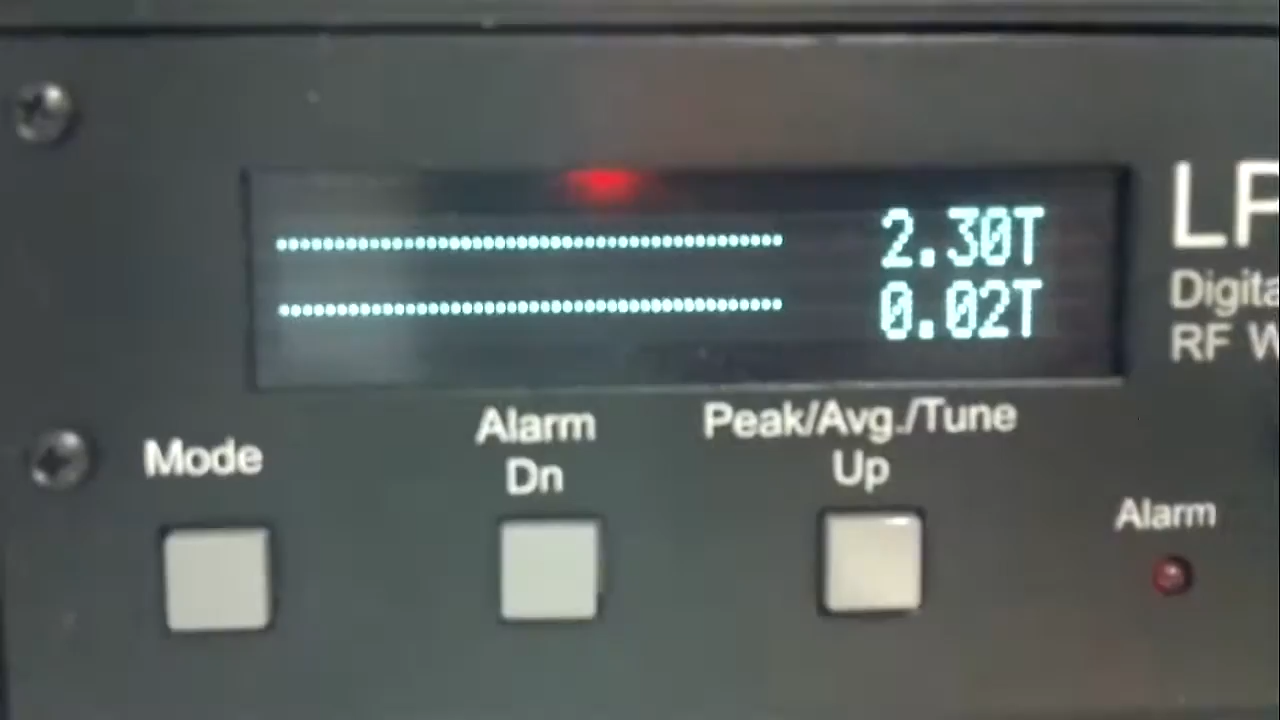 2.30T
0.02T
LP
Digita
RF W
Mode
Alarm
Dn
Peak/Avg./Tune
Up
Alarm